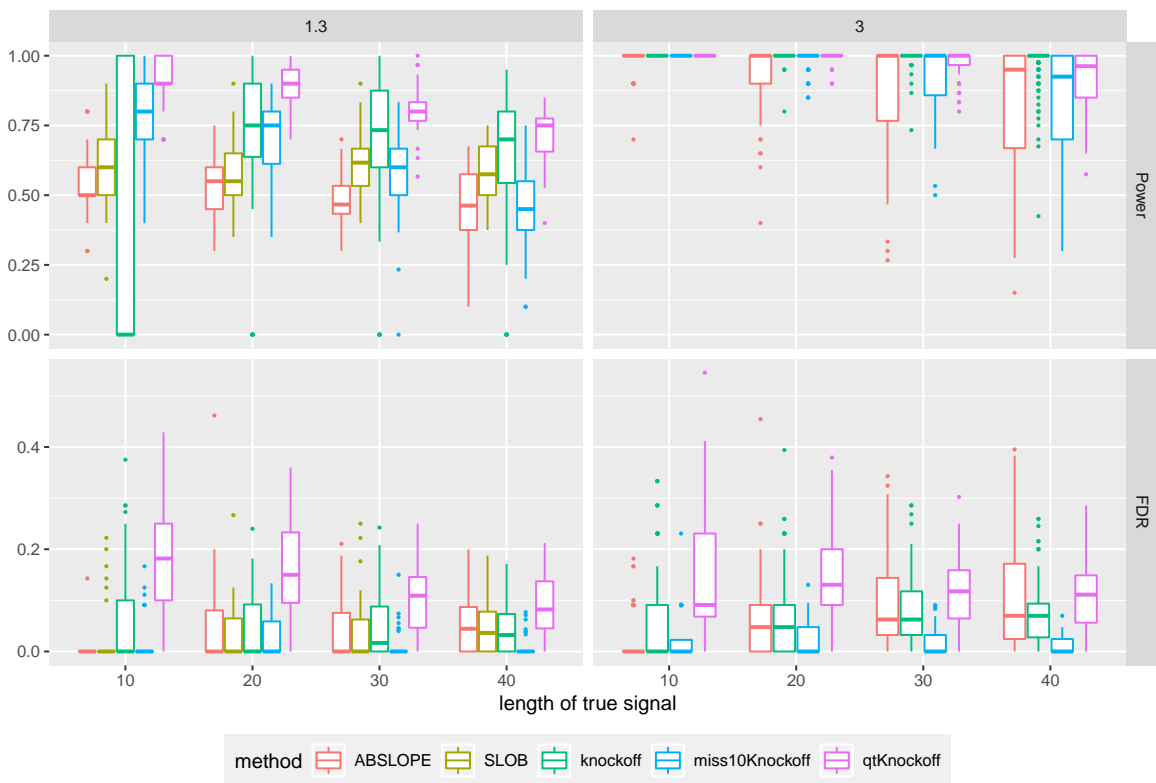 1.3 3
1.00
0.75
0.50
0.25
0.00
Power
0.4
0.2
0.0
FDR
10 20 30 40 10 20 30 40
length of true signal
method ABSLOPE SLOB knockoff miss10Knockoff qtKnockoff